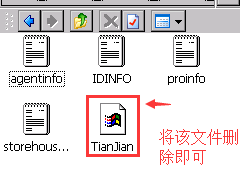 agentinfo IDINFO proinfo
storehous... TianJian
将该文件删
除即可